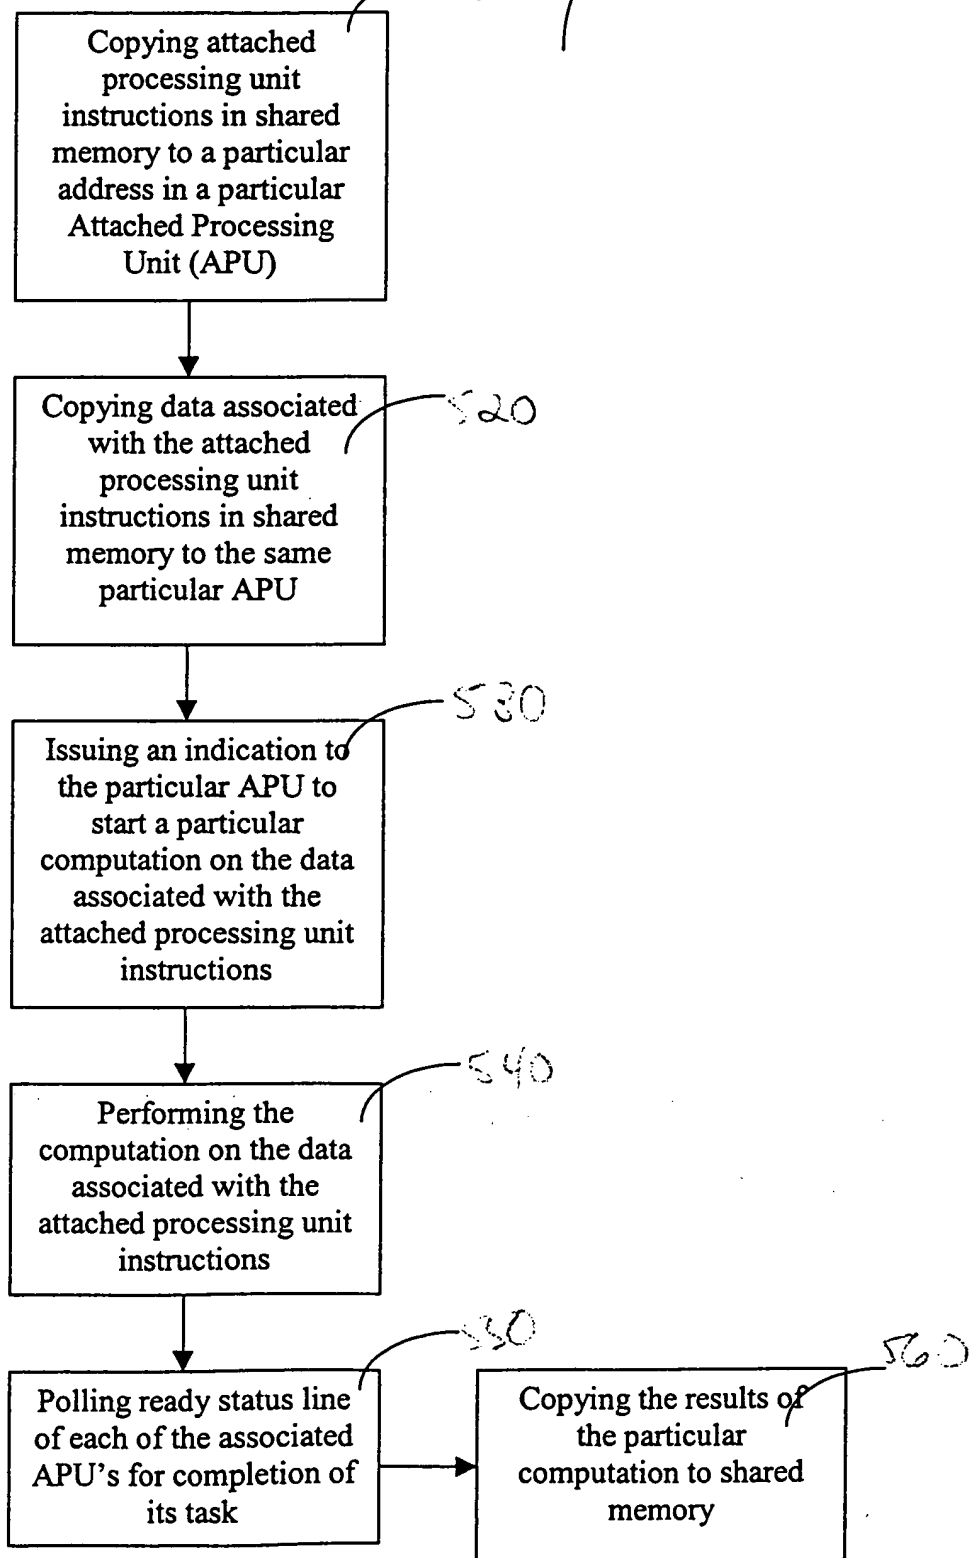 Copying attached
processing unit
instructions in shared
memory to a particular
address in a particular
Attached Processing
Unit (APU)
Copying data associated
with the attached
processing unit
instructions in shared
memory to the same
particular APU
520
Issuing an indication to
the particular APU to
start a particular
computation on the data
associated with the
attached processing unit
instructions
530
Performing the
computation on the data
associated with the
attached processing unit
instructions
540
Polling ready status line
of each of the associated
APU's for completion of
its task
550
Copying the results of
the particular
computation to shared
memory
560